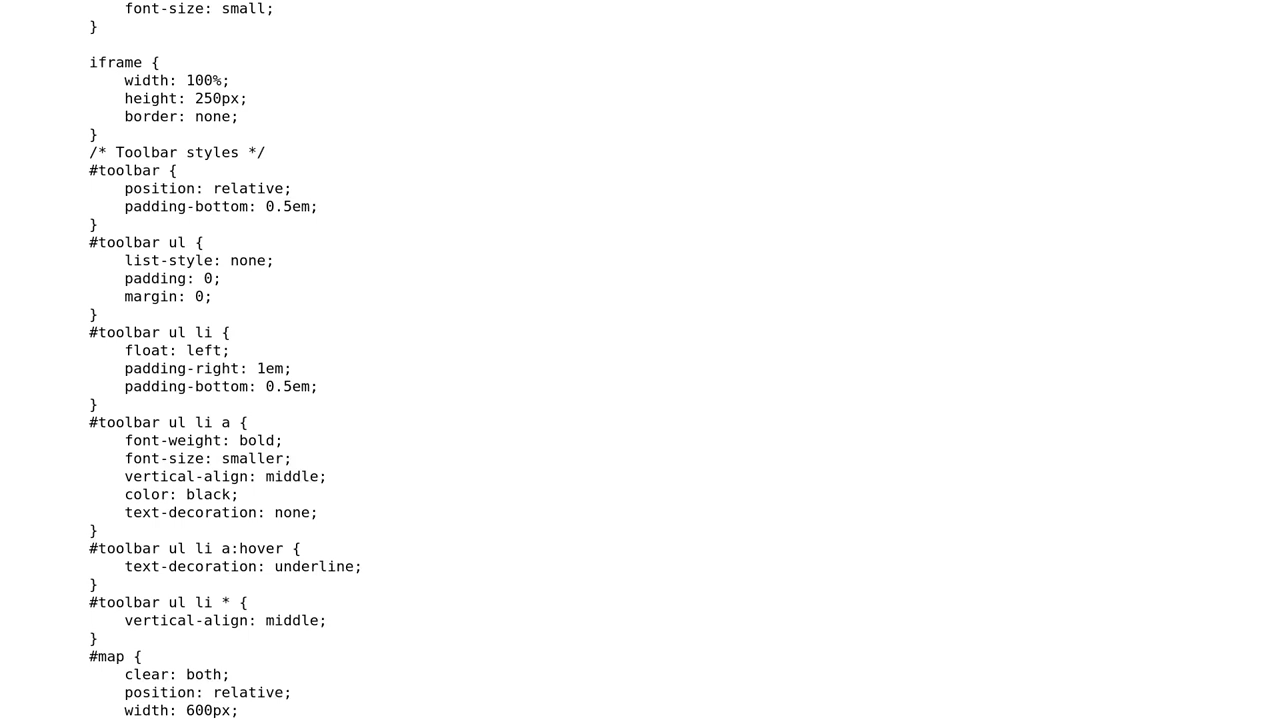 font-size: small;
}

iframe {
    width: 100%;
    height: 250px;
    border: none;
}
/* Toolbar styles */
#toolbar {
    position: relative;
    padding-bottom: 0.5em;
}
#toolbar ul {
    list-style: none;
    padding: 0;
    margin: 0;
}
#toolbar ul li {
    float: left;
    padding-right: 1em;
    padding-bottom: 0.5em;
}
#toolbar ul li a {
    font-weight: bold;
    font-size: smaller;
    vertical-align: middle;
    color: black;
    text-decoration: none;
}
#toolbar ul li a:hover {
    text-decoration: underline;
}
#toolbar ul li * {
    vertical-align: middle;
}
#map {
    clear: both;
    position: relative;
    width: 600px;